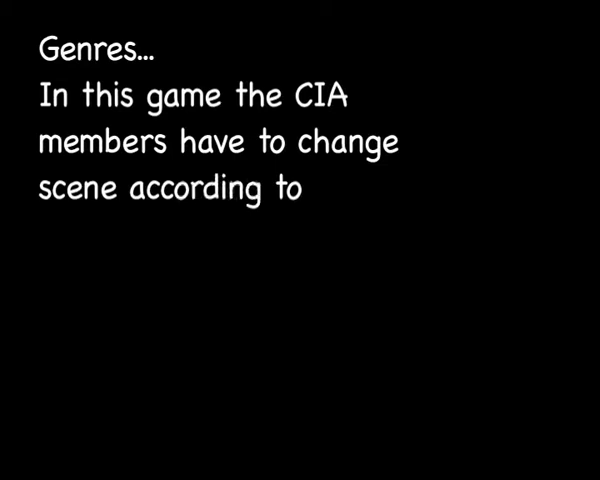 Genres...
In this game the CIA
members have to change
scene according to